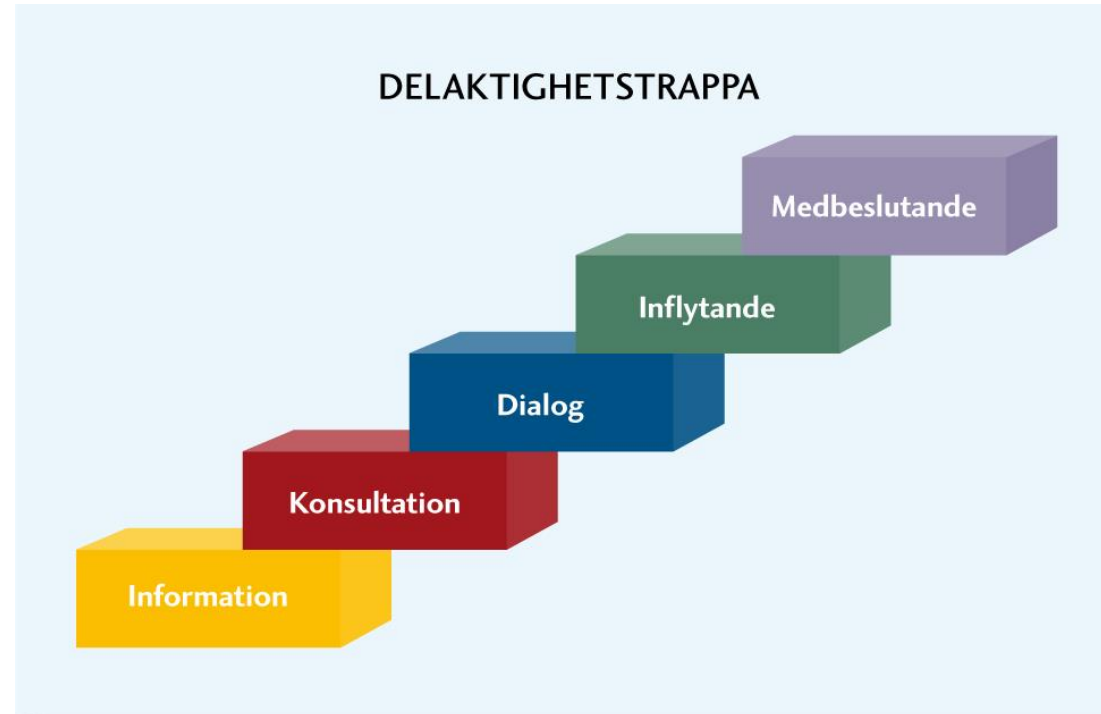 DELAKTIGHETSTRAPPA
Medbeslutande
Inflytande
Dialog
Konsultation
Information